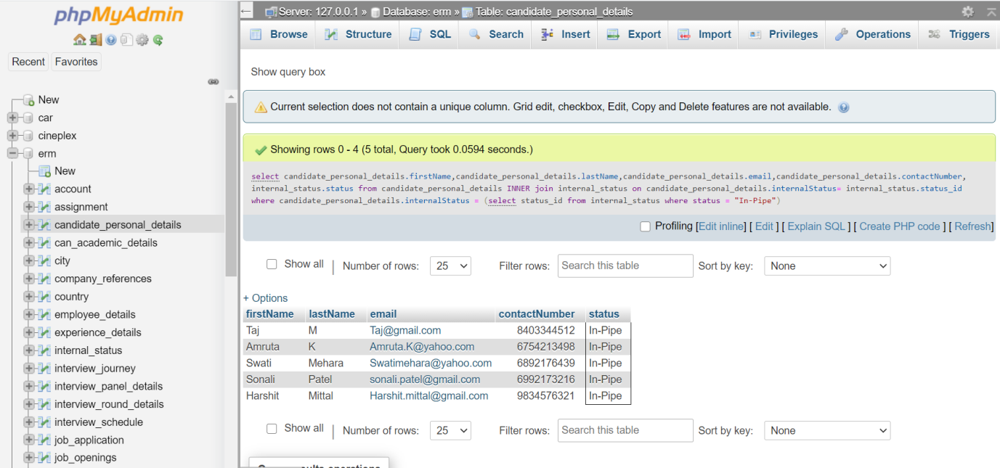 phpMyAdmin
Recent Favorites
New
car
cineplex
erm
New
account
assignment
candidate_personal_details
can_academic_details
city
company_references
country
employee_details
experience_details
internal_status
interview_journey
interview_panel_details
interview_round_details
interview_schedule
job_application
job_openings
Server: 127.0.0.1 » Database: erm » Table: candidate_personal_details
Browse Structure SQL Search Insert Export Import Privileges Operations Triggers
Show query box
Current selection does not contain a unique column. Grid edit, checkbox, Edit, Copy and Delete features are not available.
Showing rows 0 - 4 (5 total, Query took 0.0594 seconds.)
select candidate_personal_details.firstName,candidate_personal_details.lastName,candidate_personal_details.email,candidate_personal_details.contactNumber,
internal_status.status from candidate_personal_details INNER join internal_status on candidate_personal_details.internalStatus= internal_status.status_id
where candidate_personal_details.internalStatus = (select status_id from internal_status where status = "In-Pipe")
Profiling [Edit inline] [ Edit ] [ Explain SQL ] [ Create PHP code ] [ Refresh]
Show all | Number of rows: 25 Filter rows: Search this table Sort by key: None
+ Options
firstName lastName email contactNumber status
Taj M Taj@gmail.com 8403344512 In-Pipe
Amruta K Amruta.K@yahoo.com 6754213498 In-Pipe
Swati Mehara Swatimehara@yahoo.com 6892176439 In-Pipe
Sonali Patel sonali.patel@gmail.com 6992173216 In-Pipe
Harshit Mittal Harshit.mittal@gmail.com 9834576321 In-Pipe
Show all | Number of rows: 25 Filter rows: Search this table Sort by key: None
operations